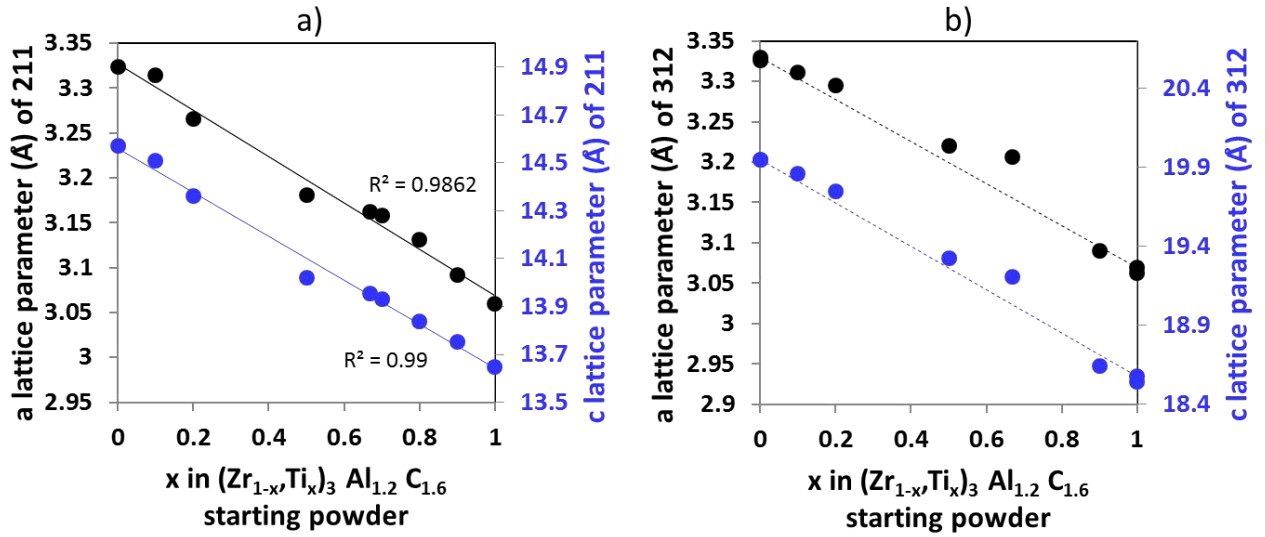 a)
a lattice parameter (Å) of 211
3.35
3.3
3.25
3.2
3.15
3.1
3.05
3
2.95
R² = 0.9862
R² = 0.99
14.9
14.7
14.5
14.3
14.1
13.9
13.7
13.5
c lattice parameter (Å) of 211
0 0.2 0.4 0.6 0.8 1
x in (Zr₁₋ₓ,Tiₓ)₃ Al₁.₂ C₁.₆
starting powder
b)
a lattice parameter (Å) of 312
3.35
3.3
3.25
3.2
3.15
3.1
3.05
3
2.95
2.9
20.4
19.9
19.4
18.9
18.4
c lattice parameter (Å) of 312
0 0.2 0.4 0.6 0.8 1
x in (Zr₁₋ₓ,Tiₓ)₃ Al₁.₂ C₁.₆
starting powder